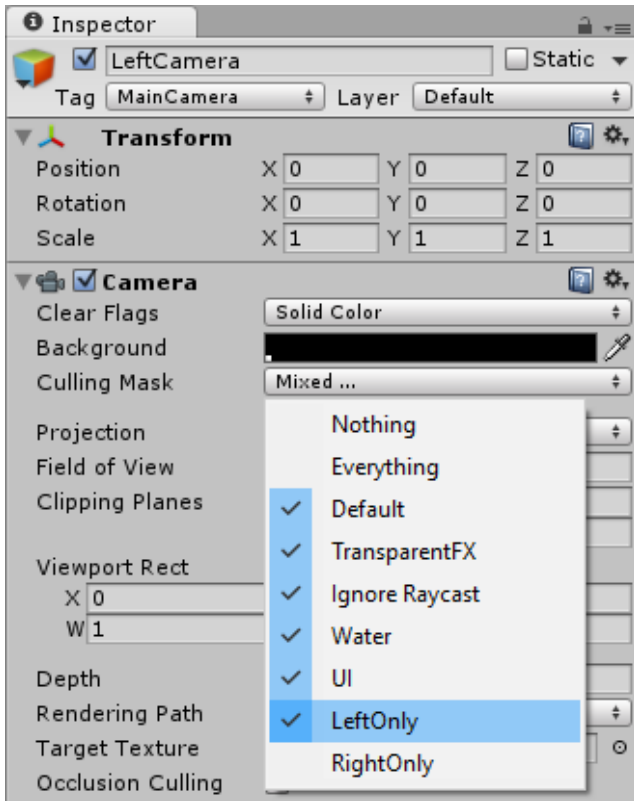 Inspector
LeftCamera Static
Tag MainCamera Layer Default
Transform
Position X 0 Y 0 Z 0
Rotation X 0 Y 0 Z 0
Scale X 1 Y 1 Z 1
Camera
Clear Flags Solid Color
Background
Culling Mask Mixed ...
Nothing
Projection
Everything
Field of View
Clipping Planes Default
TransparentFX
Viewport Rect
X 0 Ignore Raycast
W 1 Water
Depth UI
Rendering Path LeftOnly
Target Texture
RightOnly
Occlusion Culling